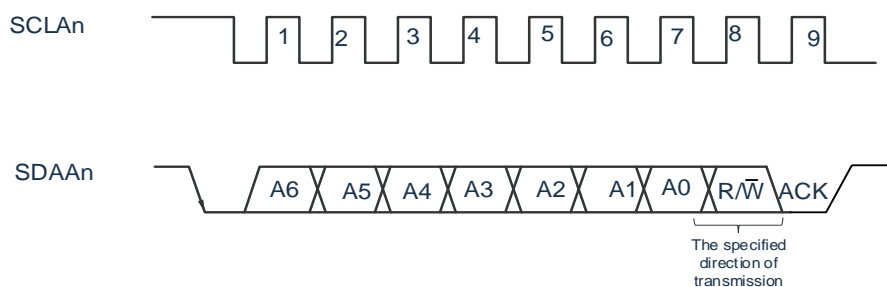 SCLAn
1 2 3 4 5 6 7 8 9
SDAAn
A6 A5 A4 A3 A2 A1 A0 R/W̅ ACK
The specified
direction of
transmission